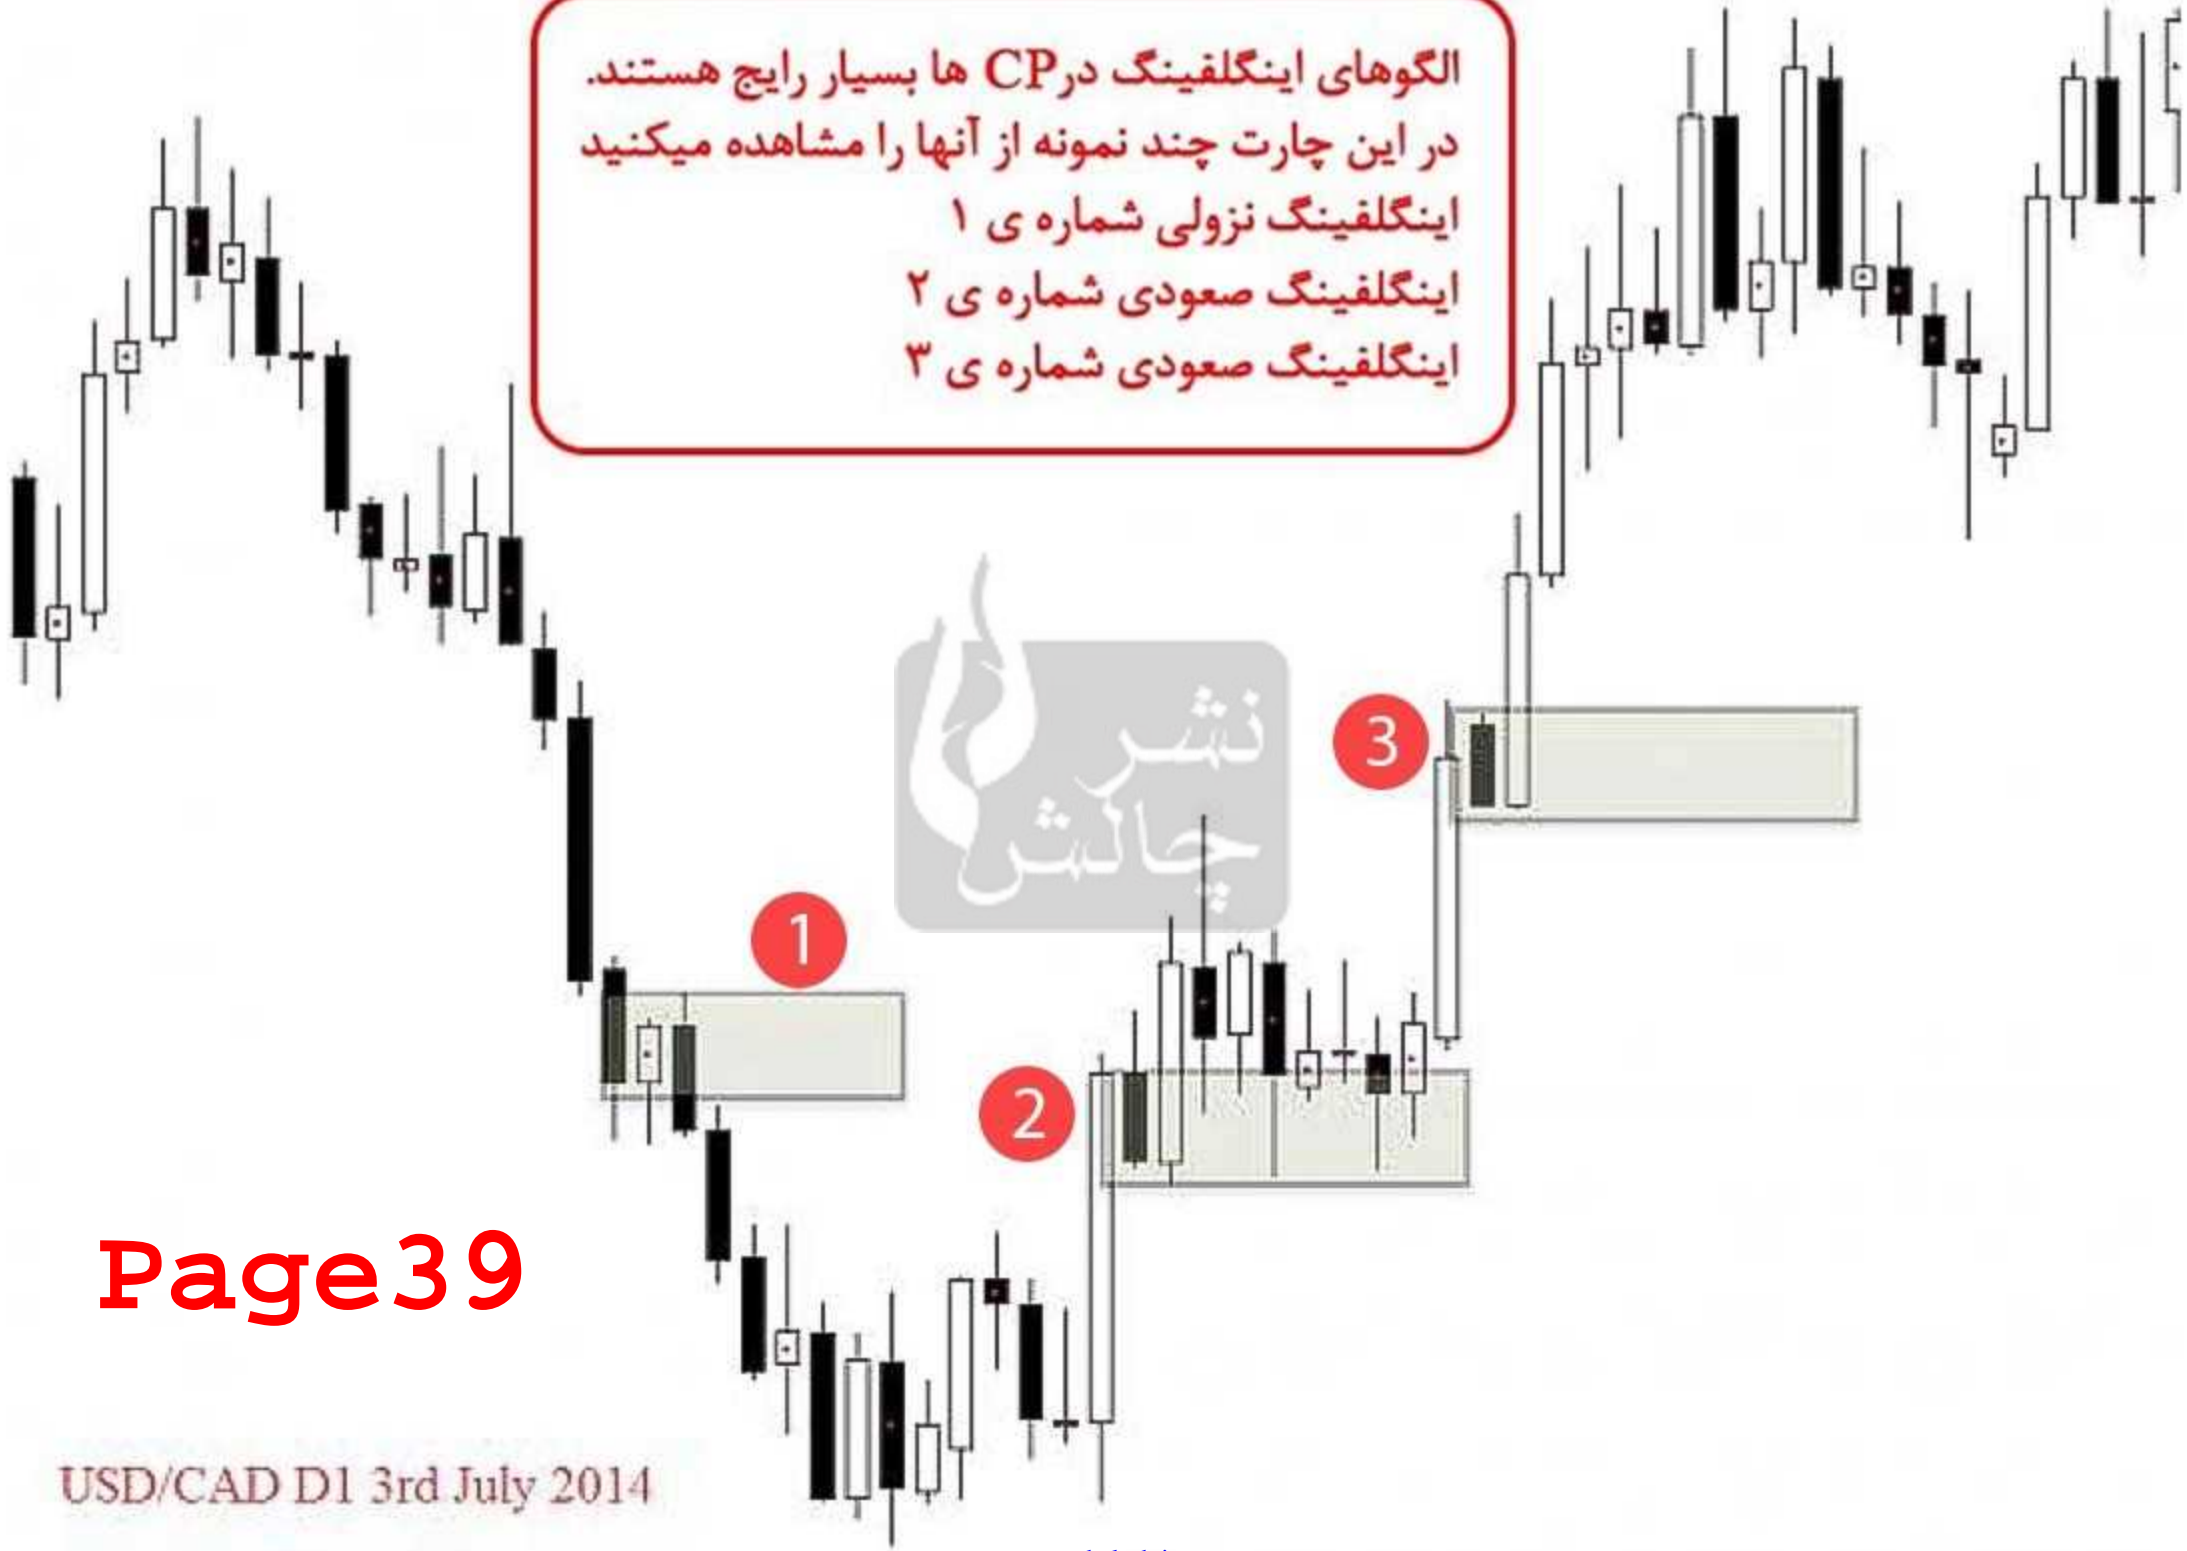 الگوهای اینگلفینگ در CP ها بسیار رایج هستند.
در این چارت چند نمونه از آنها را مشاهده میکنید
اینگلفینگ نزولی شماره ی ۱
اینگلفینگ صعودی شماره ی ۲
اینگلفینگ صعودی شماره ی ۳
نشر
چالش
3
1
2
Page39
USD/CAD D1 3rd July 2014